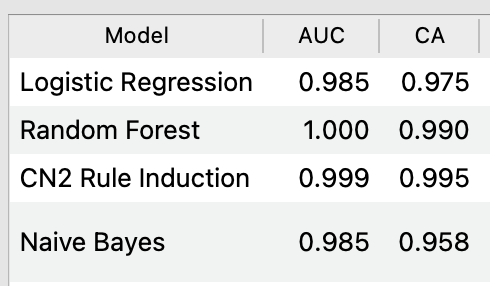 Model AUC CA
Logistic Regression 0.985 0.975
Random Forest 1.000 0.990
CN2 Rule Induction 0.999 0.995
Naive Bayes 0.985 0.958